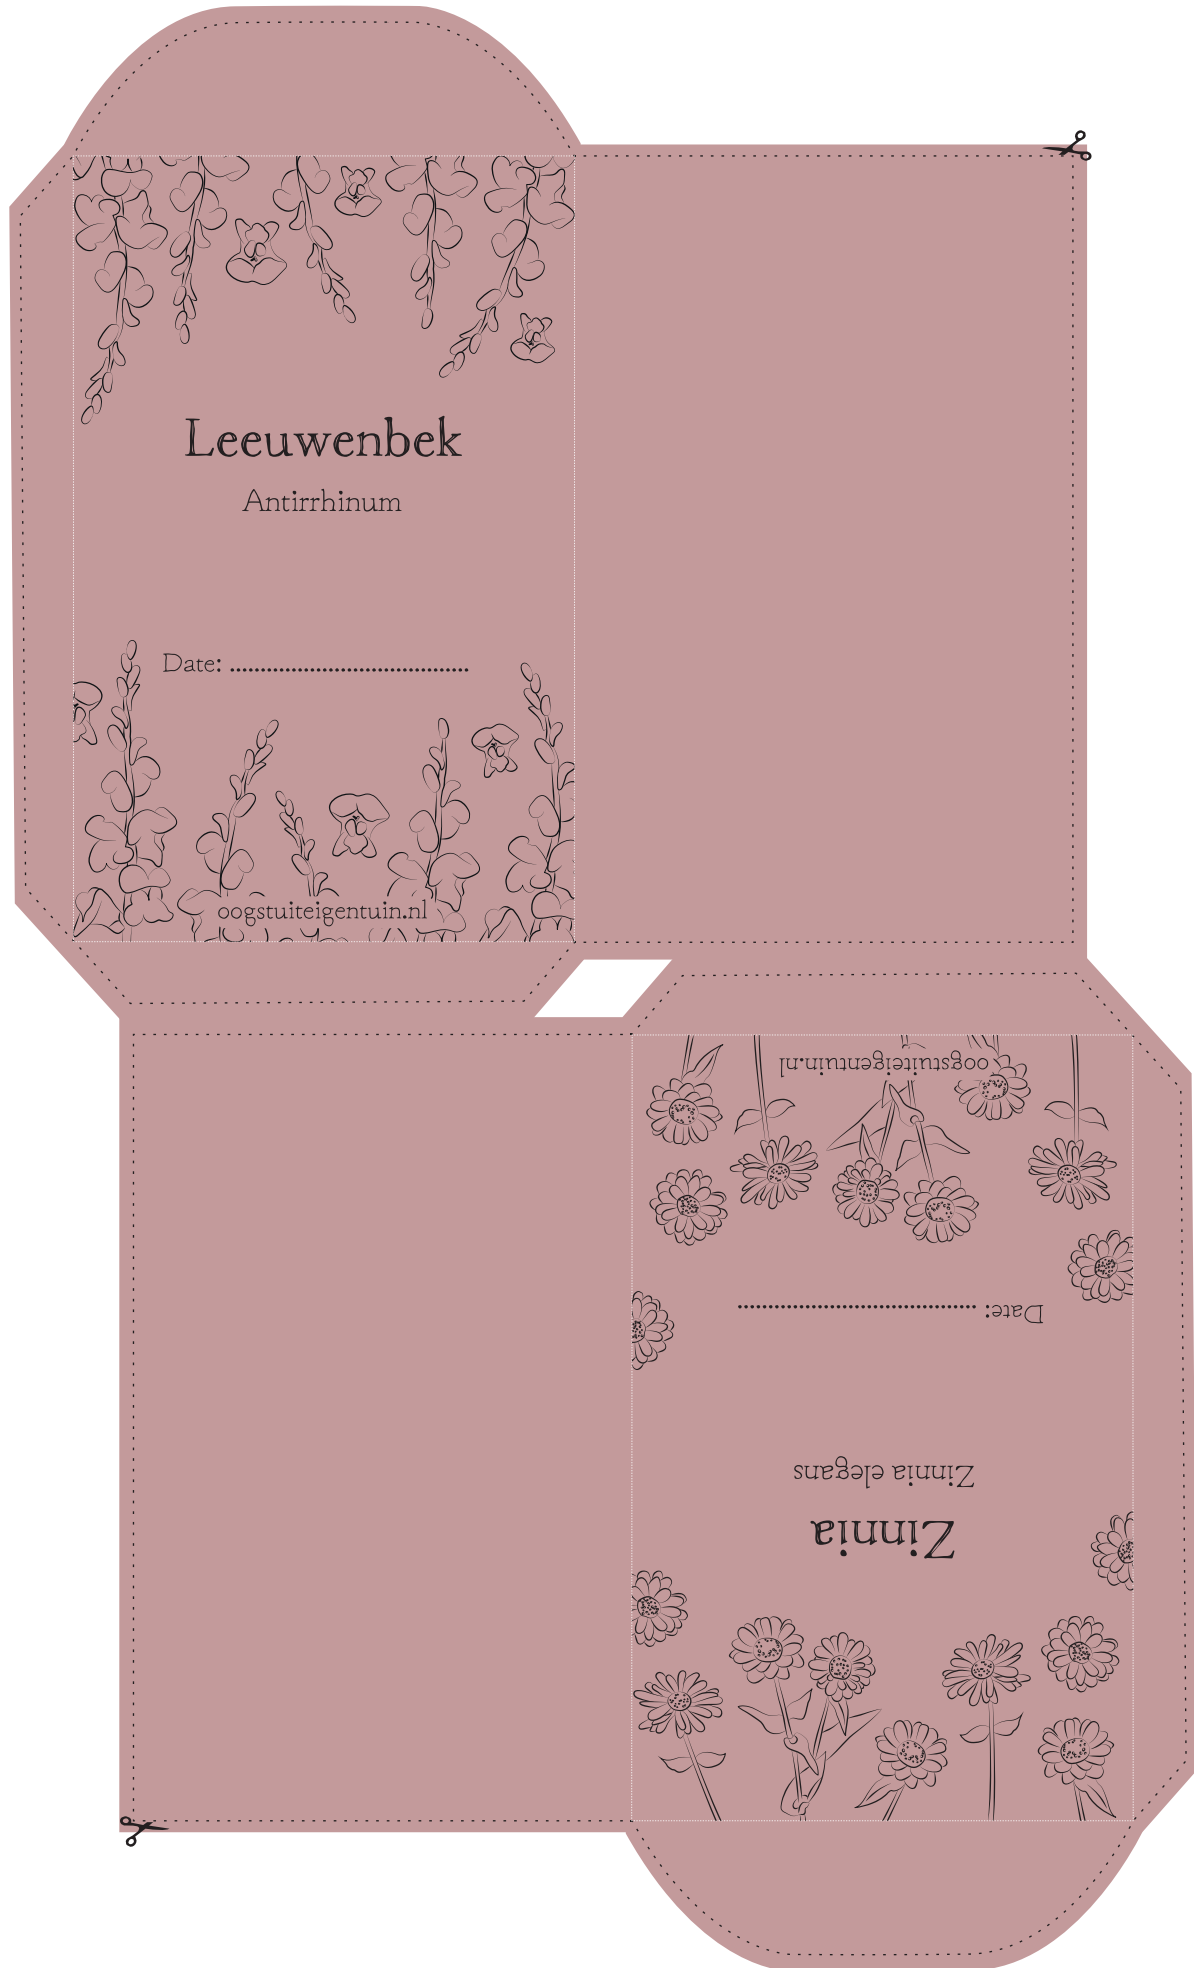 Leeuwenbek
Antirrhinum
Date: ........................................
oogstuiteigentuin.nl
Zinnia
Zinnia elegans
Date: ........................................
oogstuiteigentuin.nl